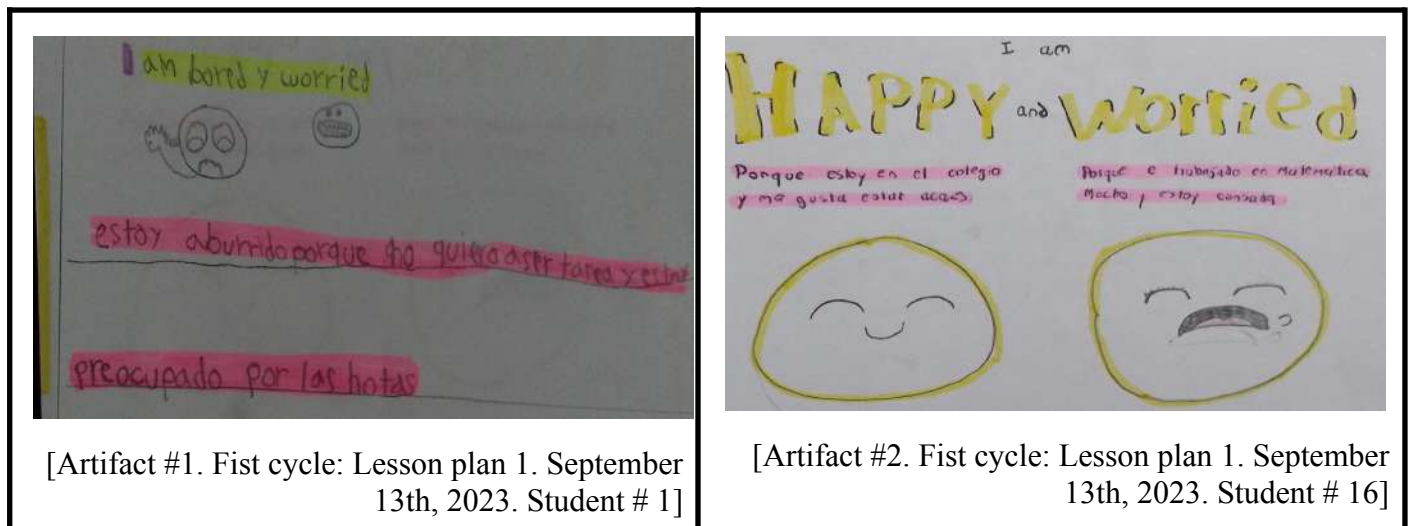 I am bored y worried
estoy aburrido porque no quiero aser tarea y estoy
preocupado por las notas
[Artifact #1. Fist cycle: Lesson plan 1. September
13th, 2023. Student # 1]
I am
HAPPY and Worried
Porque estoy en el colegio
y me gusta estar
Porque e trabajado en Matematica
Mucho y estoy cansada
[Artifact #2. Fist cycle: Lesson plan 1. September
13th, 2023. Student # 16]